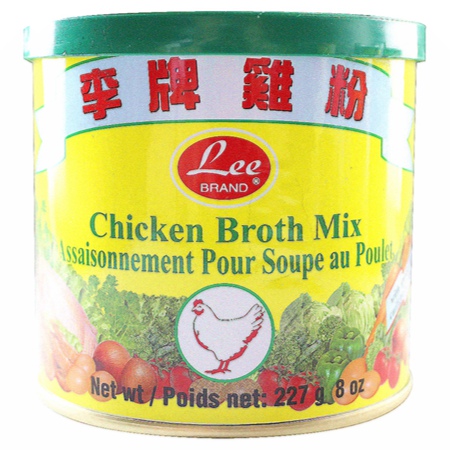 李牌雞粉
Lee
BRAND®
Chicken Broth Mix
Assaisonnement Pour Soupe au Poulet
Net wt / Poids net: 227 g 8 oz